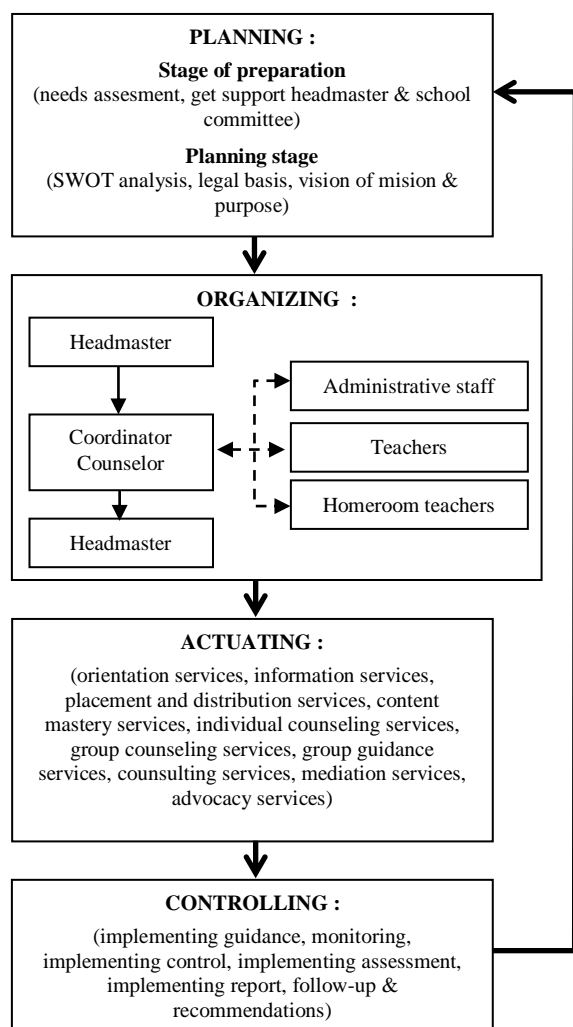 PLANNING :
Stage of preparation
(needs assesment, get support headmaster & school
committee)
Planning stage
(SWOT analysis, legal basis, vision of mision &
purpose)
ORGANIZING :
Headmaster
Coordinator
Counselor
Headmaster
Administrative staff
Teachers
Homeroom teachers
ACTUATING :
(orientation services, information services,
placement and distribution services, content
mastery services, individual counseling services,
group counseling services, group guidance
services, counsulting services, mediation services,
advocacy services)
CONTROLLING :
(implementing guidance, monitoring,
implementing control, implementing assessment,
implementing report, follow-up &
recommendations)